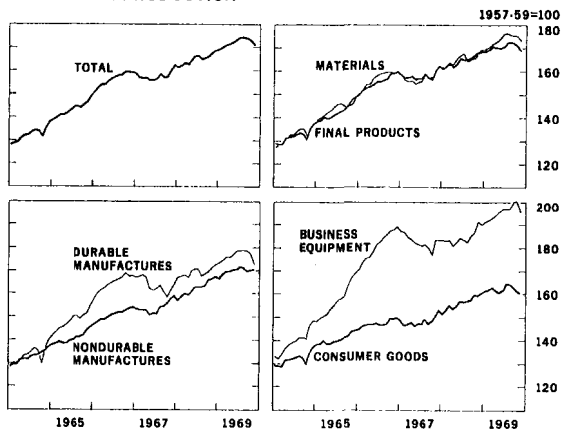 1957-59=100
TOTAL
MATERIALS
FINAL PRODUCTS
180
160
140
120
DURABLE
MANUFACTURES
NONDURABLE
MANUFACTURES
BUSINESS
EQUIPMENT
CONSUMER GOODS
200
180
160
140
120
1965 1967 1969
1965 1967 1969